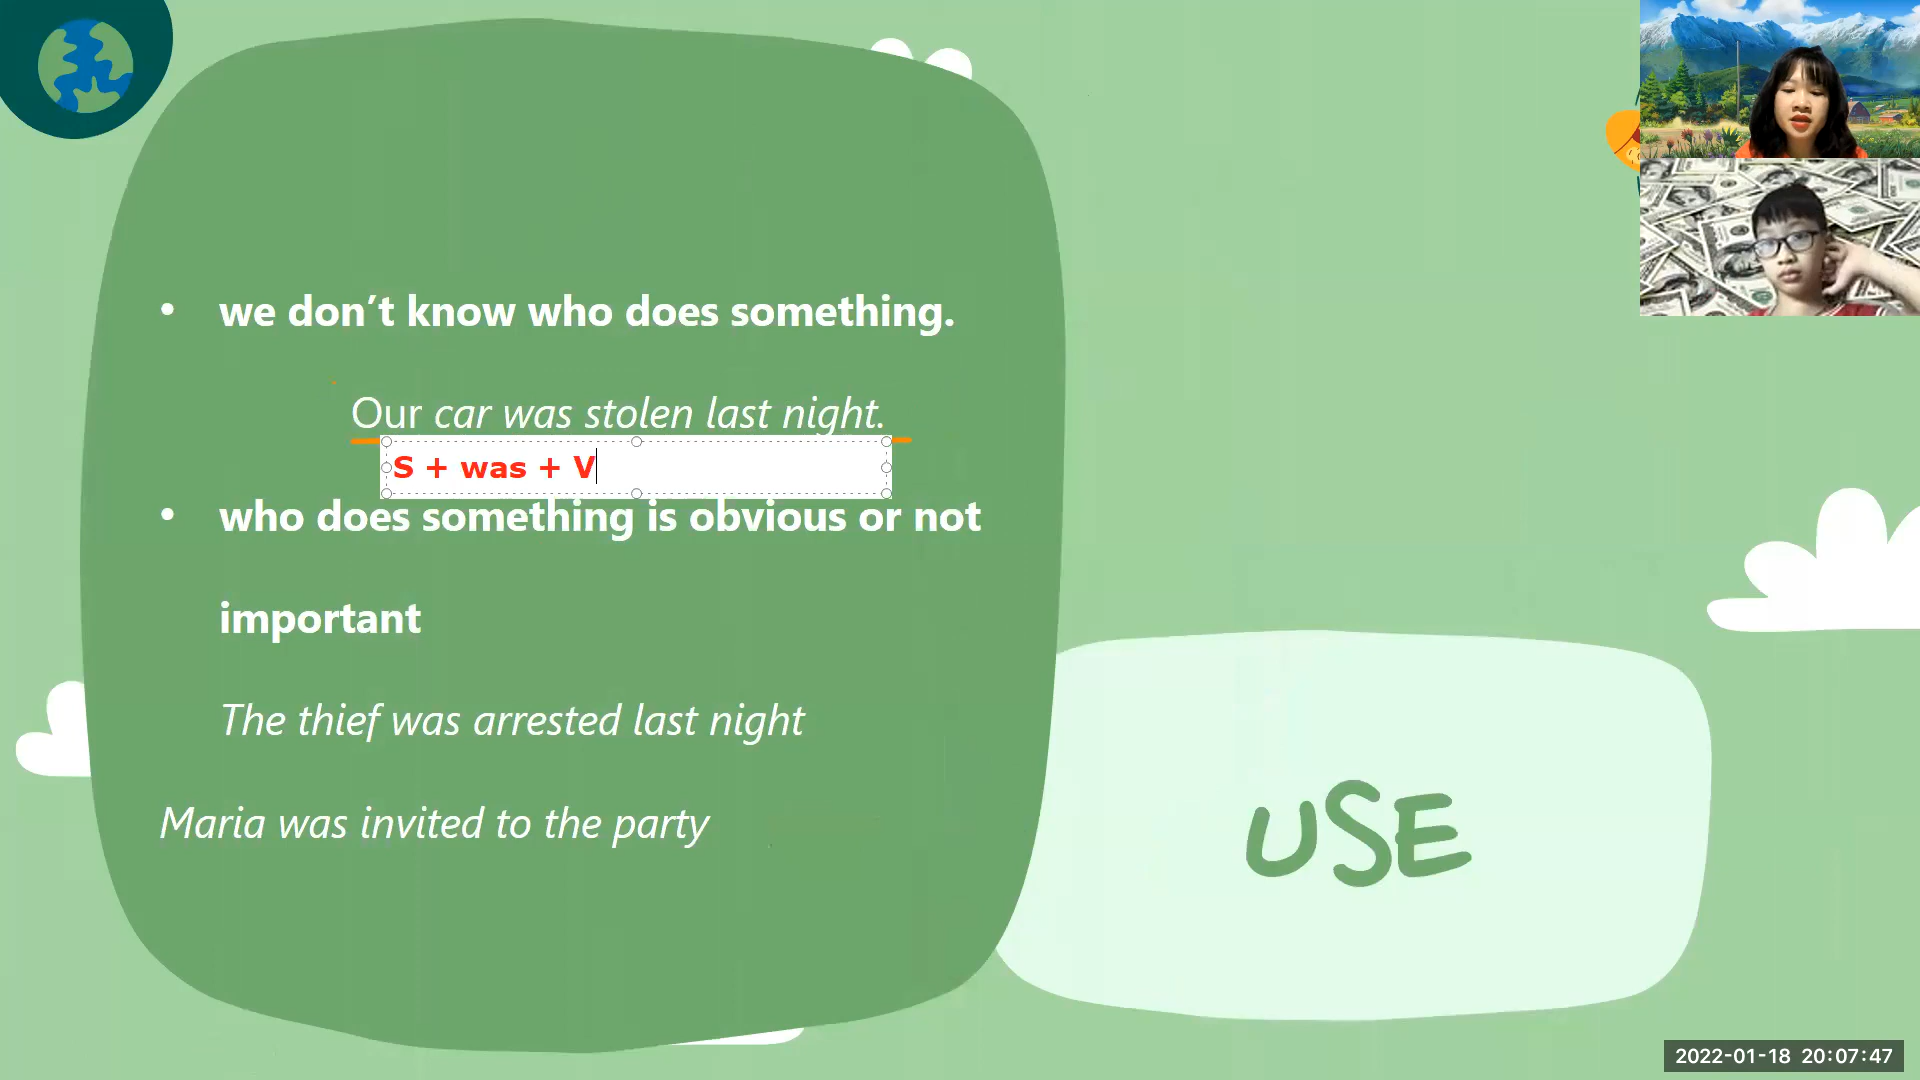 • we don’t know who does something.
Our car was stolen last night.
S + was + V
• who does something is obvious or not
important
The thief was arrested last night
Maria was invited to the party
USE
2022-01-18 20:07:47